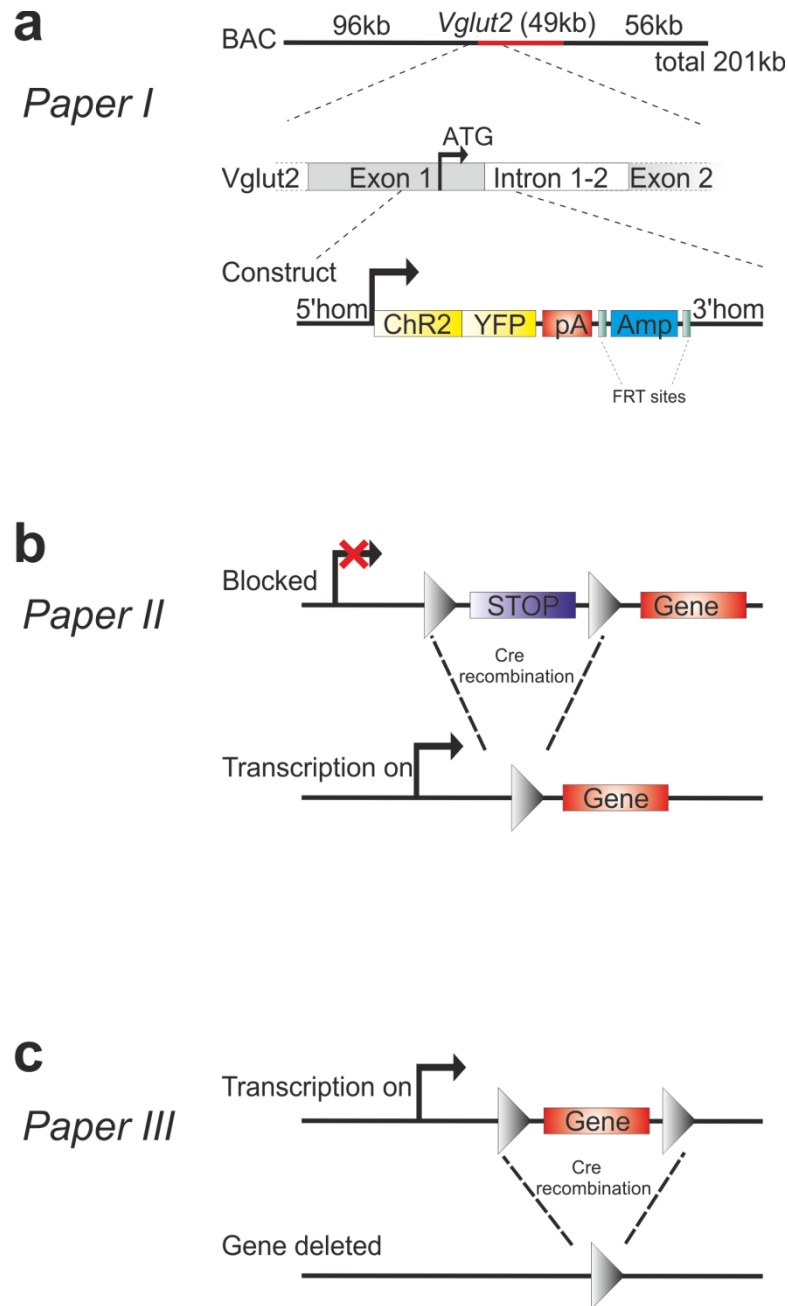 a
Paper I
BAC
96kb
Vglut2 (49kb)
56kb
total 201kb
ATG
Vglut2
Exon 1
Intron 1-2
Exon 2
Construct
5'hom
ChR2
YFP
pA
Amp
3'hom
FRT sites
b
Paper II
Blocked
STOP
Gene
Cre
recombination
Transcription on
Gene
c
Paper III
Transcription on
Gene
Cre
recombination
Gene deleted